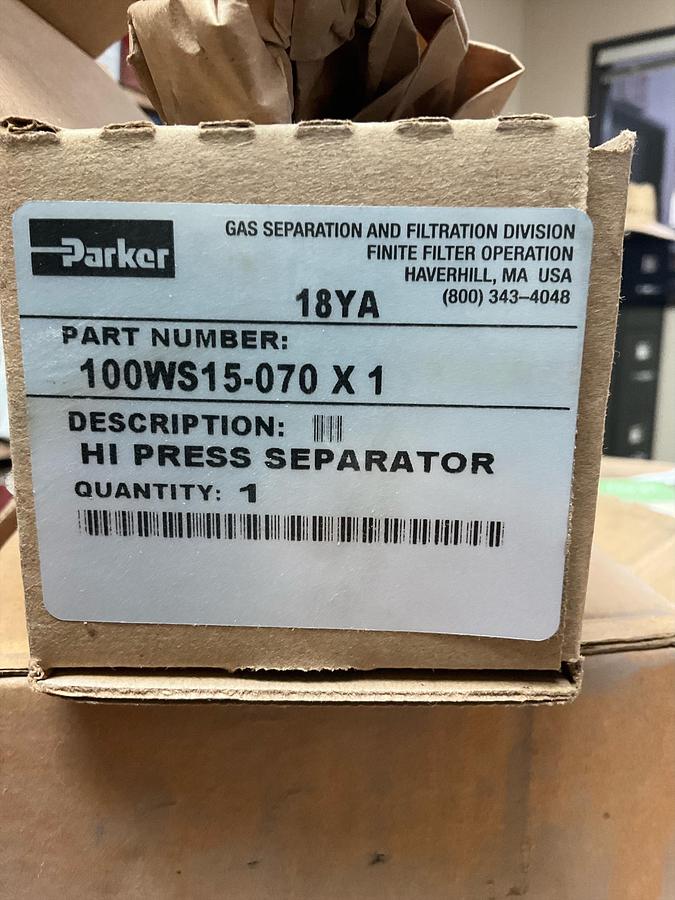 Parker
GAS SEPARATION AND FILTRATION DIVISION
FINITE FILTER OPERATION
HAVERHILL, MA USA
18YA
(800) 343–4048
PART NUMBER:
100WS15-070 X 1
DESCRIPTION:
HI PRESS SEPARATOR
QUANTITY: 1